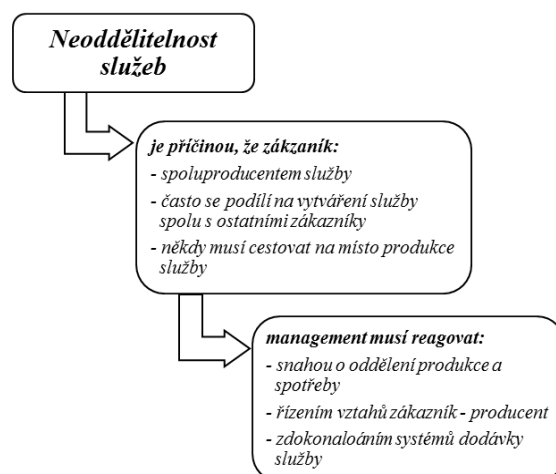 Neoddělitelnost
služeb
je příčinou, že zákzaník:
- spoluproducentem služby
- často se podílí na vytváření služby
spolu s ostatními zákazníky
- někdy musí cestovat na místo produkce
služby
management musí reagovat:
- snahou o oddělení produkce a
spotřeby
- řízením vztahů zákazník - producent
- zdokonaloáním systémů dodávky
služby